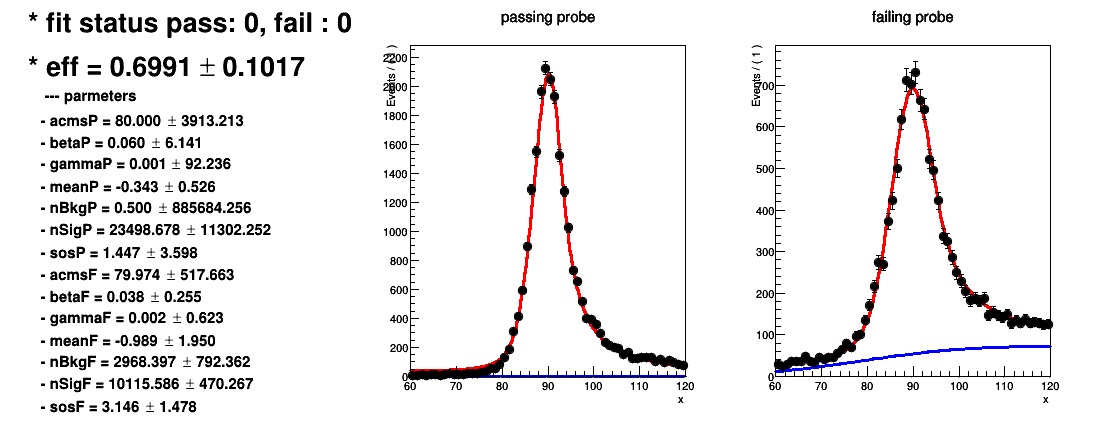 * fit status pass: 0, fail : 0
* eff = 0.6991 ± 0.1017
--- parmeters
- acmsP = 80.000 ± 3913.213
- betaP = 0.060 ± 6.141
- gammaP = 0.001 ± 92.236
- meanP = -0.343 ± 0.526
- nBkgP = 0.500 ± 885684.256
- nSigP = 23498.678 ± 11302.252
- sosP = 1.447 ± 3.598
- acmsF = 79.974 ± 517.663
- betaF = 0.038 ± 0.255
- gammaF = 0.002 ± 0.623
- meanF = -0.989 ± 1.950
- nBkgF = 2968.397 ± 792.362
- nSigF = 10115.586 ± 470.267
- sosF = 3.146 ± 1.478
passing probe
Events / ( 1 )
2200
2000
1800
1600
1400
1200
1000
800
600
400
200
0
60 70 80 90 100 110 120
x
failing probe
Events / ( 1 )
700
600
500
400
300
200
100
0
60 70 80 90 100 110 120
x